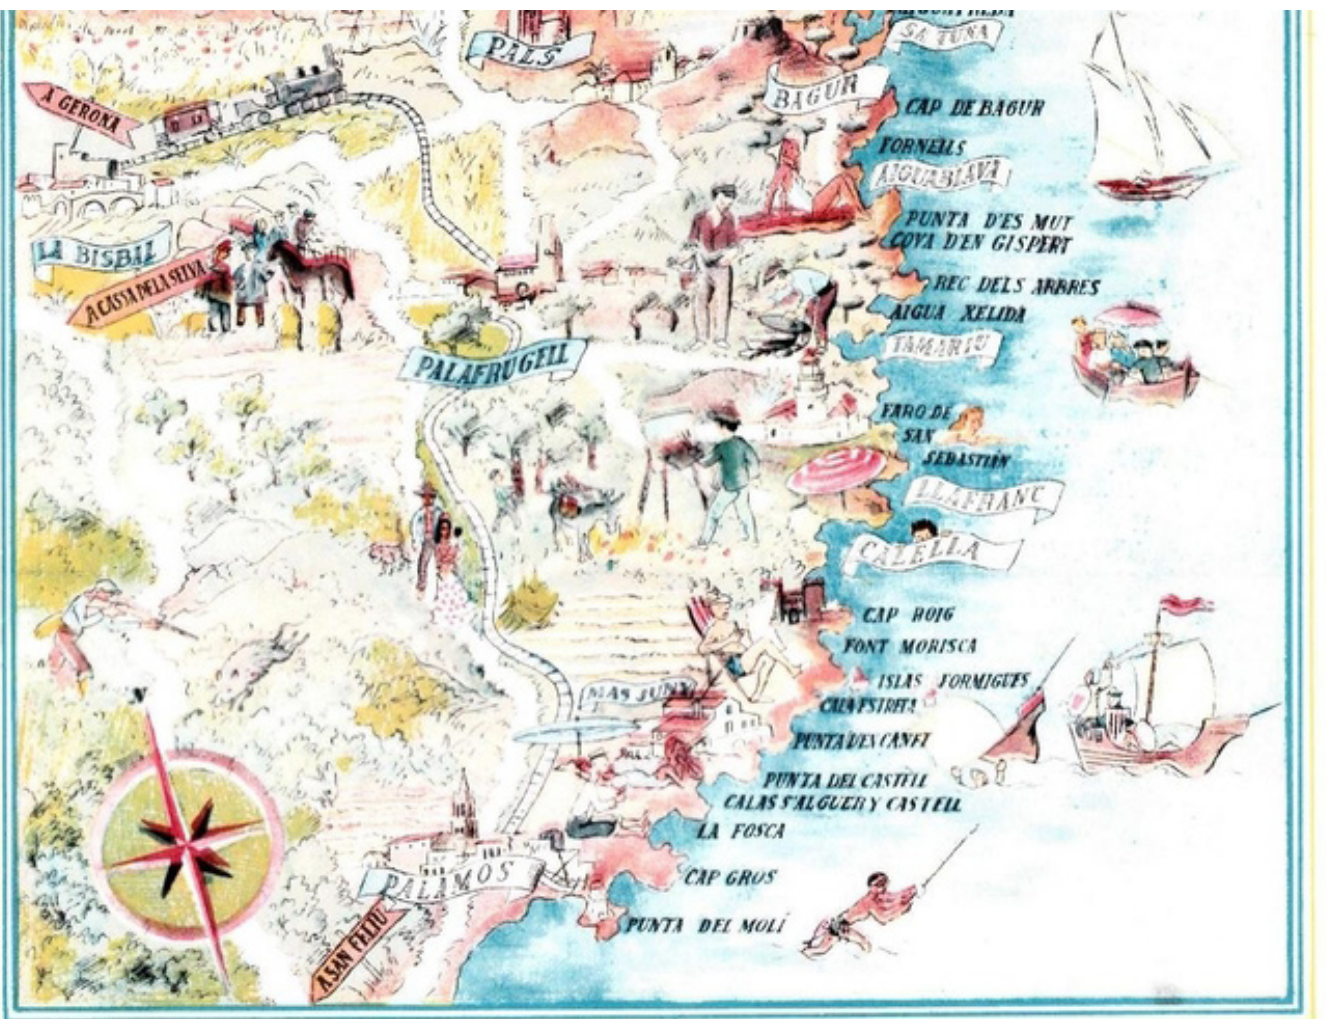 SA TUNA
PALS
BAGUR
A GERONA
CAP DE BAGUR
FORNELLS
AIGUABLAVA
PUNTA D'ES MUT
COVA D'EN GISPERT
LA BISBAL
A CASSA DE LA SELVA
REC DELS ARBRES
AIGUA XELIDA
TAMARIU
PALAFRUGELL
FARO DE
SAN
SEBASTIÁN
LLAFRANC
CALELLA
CAP ROIG
FONT MORISCA
ISLAS FORMIGUES
MAS JUNY
CALA ESTRETA
PUNTA DEN CANET
PUNTA DEL CASTELL
CALAS S'ALGUER Y CASTELL
N
LA FOSCA
CAP GROS
PALAMOS
PUNTA DEL MOLÍ
A SAN FELIU